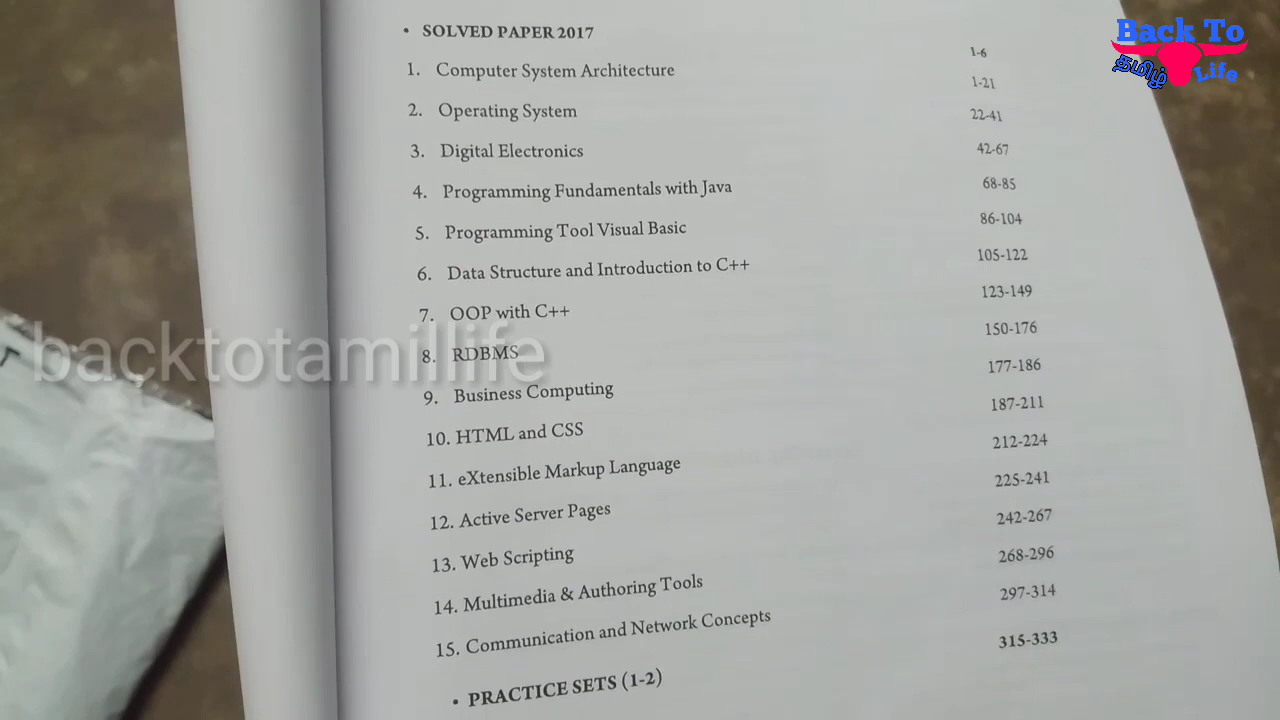 • SOLVED PAPER 2017 1-6
1. Computer System Architecture 1-21
2. Operating System 22-41
3. Digital Electronics 42-67
4. Programming Fundamentals with Java 68-85
5. Programming Tool Visual Basic 86-104
6. Data Structure and Introduction to C++ 105-122
7. OOP with C++ 123-149
8. RDBMS 150-176
9. Business Computing 177-186
10. HTML and CSS 187-211
11. eXtensible Markup Language 212-224
12. Active Server Pages 225-241
13. Web Scripting 242-267
14. Multimedia & Authoring Tools 268-296
15. Communication and Network Concepts 297-314
• PRACTICE SETS (1-2) 315-333
Back To
தமிழ் Life
backtotamillife